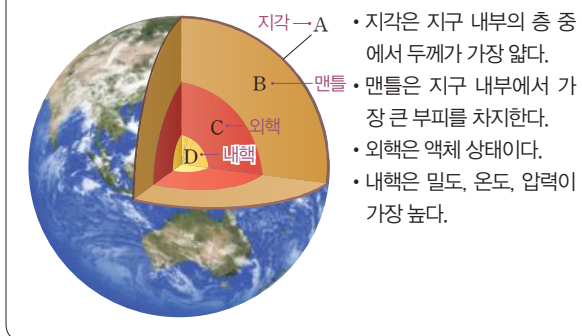 지각 A
B 맨틀
C 외핵
D 내핵
• 지각은 지구 내부의 층 중
에서 두께가 가장 얇다.
• 맨틀은 지구 내부에서 가
장 큰 부피를 차지한다.
• 외핵은 액체 상태이다.
• 내핵은 밀도, 온도, 압력이
가장 높다.